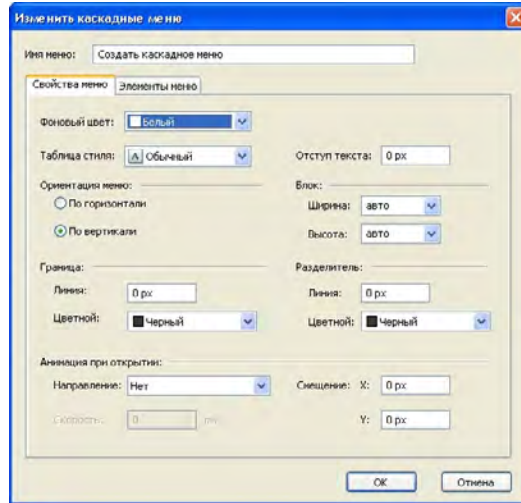 Изменить каскадные меню
Имя меню: Создать каскадное меню
Свойства меню Элементы меню
Фоновый цвет: Белый
Таблица стиля: A Обычный Отступ текста: 0 px
Ориентация меню: Блок:
По горизонтали Ширина: авто
По вертикали Высота: авто
Граница: Разделитель:
Линия: 0 px Линия: 0 px
Цветной: Черный Цветной: Черный
Анимация при открытии:
Направление: Нет Смещение: X: 0 px
Скорость: 0 Y: 0 px
OK Отмена